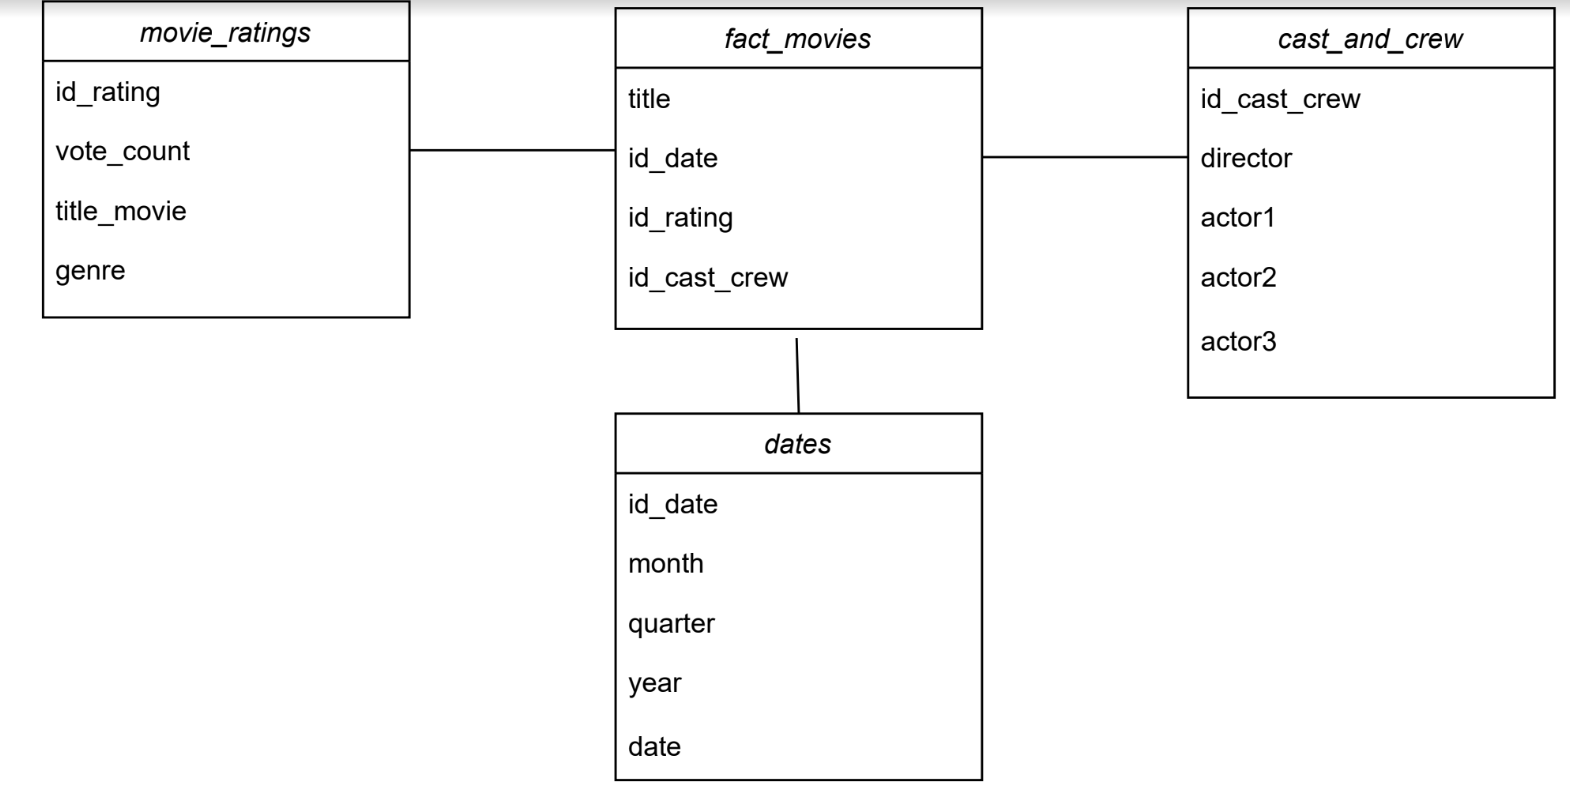 movie_ratings
id_rating
vote_count
title_movie
genre
fact_movies
title
id_date
id_rating
id_cast_crew
cast_and_crew
id_cast_crew
director
actor1
actor2
actor3
dates
id_date
month
quarter
year
date